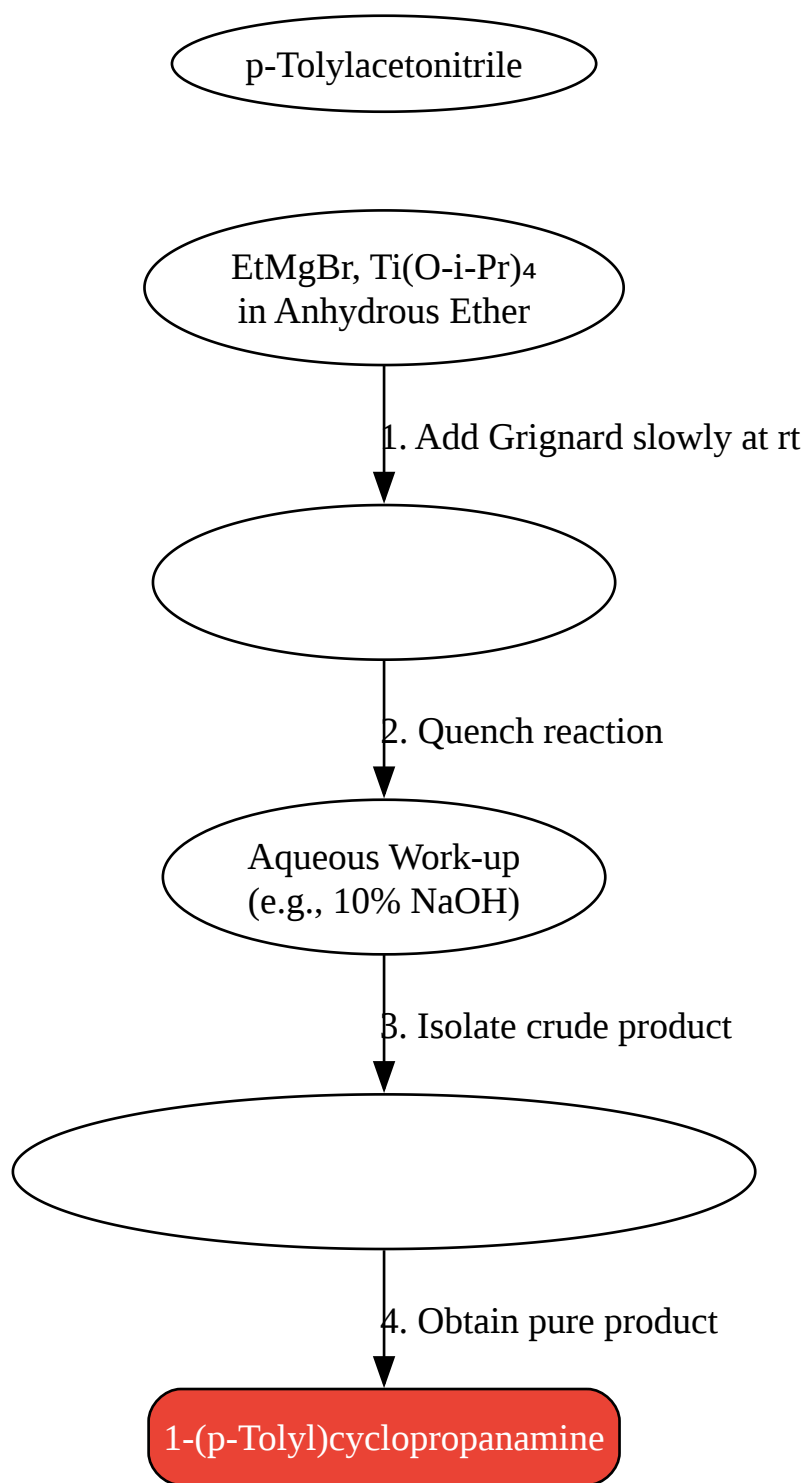 p-Tolylacetonitrile
EtMgBr, Ti(O-i-Pr)₄
in Anhydrous Ether
1. Add Grignard slowly at rt
2. Quench reaction
Aqueous Work-up
(e.g., 10% NaOH)
3. Isolate crude product
4. Obtain pure product
1-(p-Tolyl)cyclopropanamine